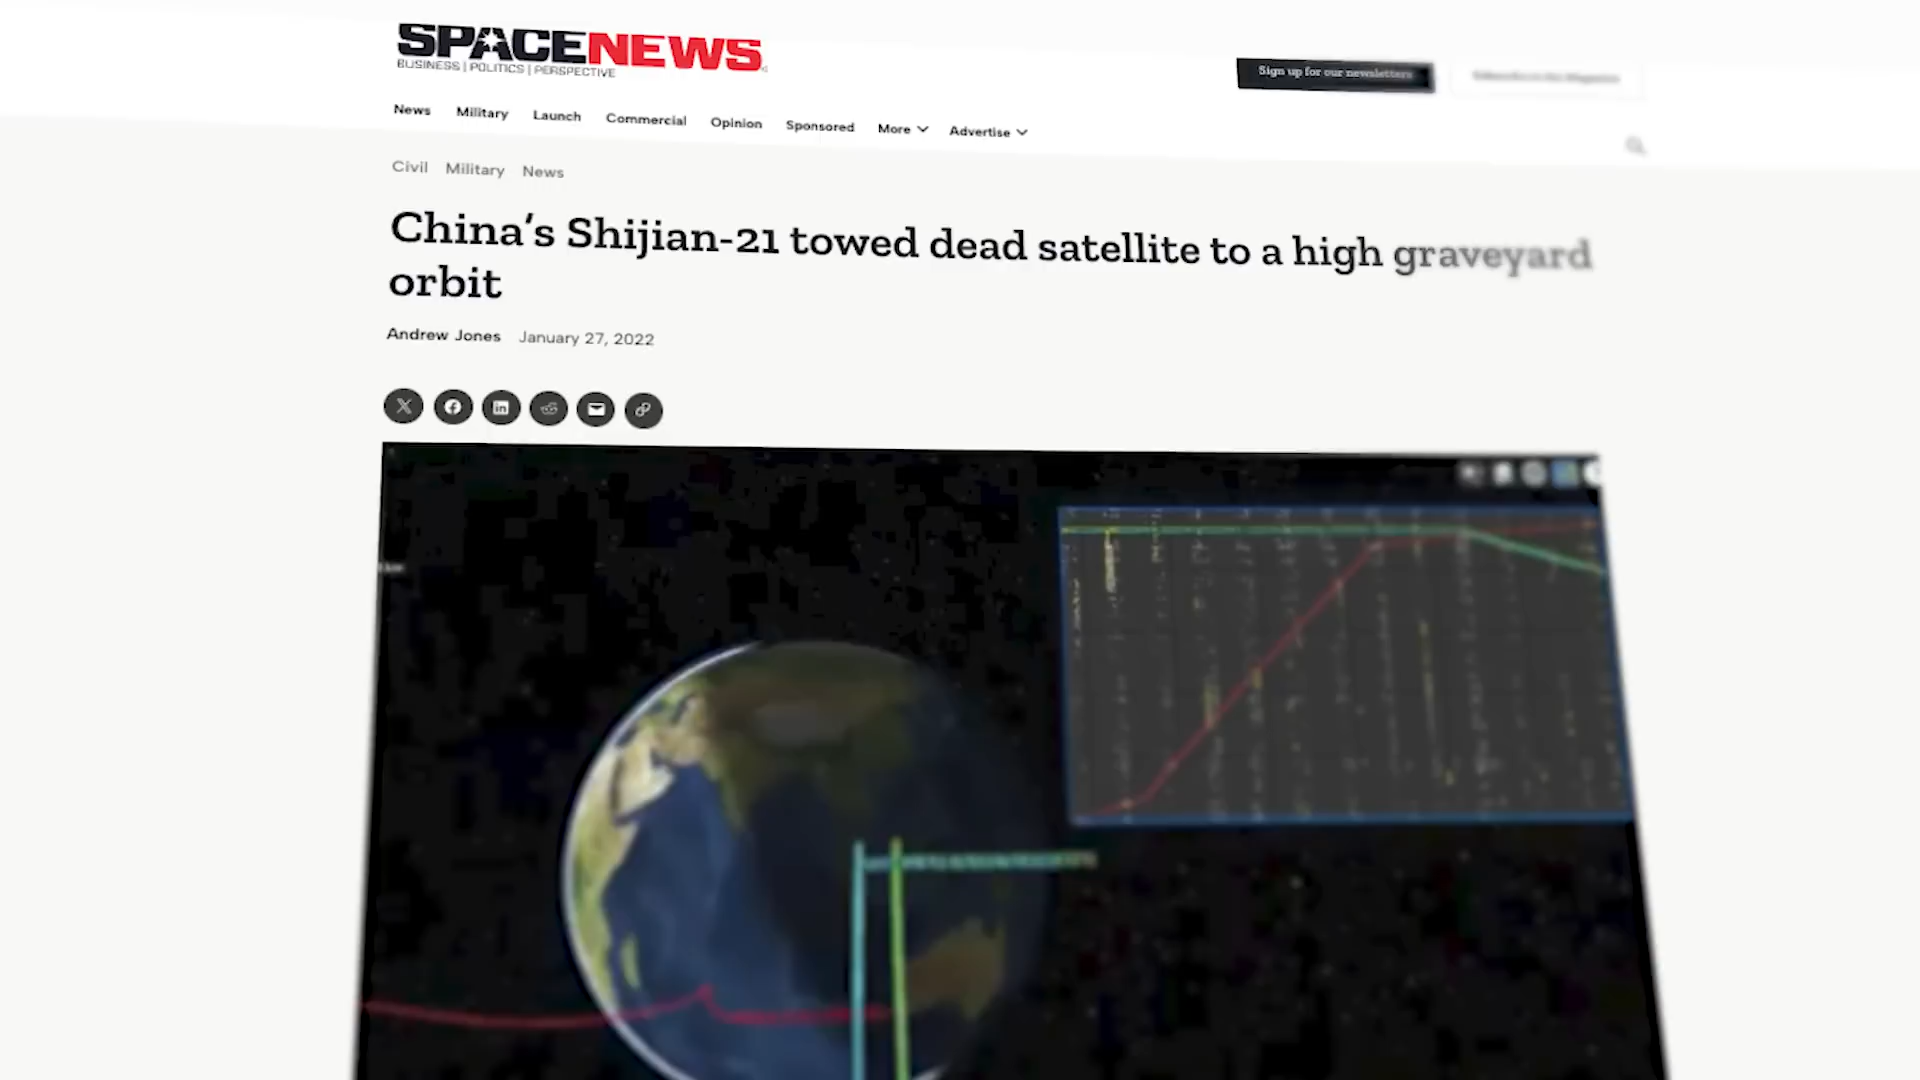 SPACENEWS
BUSINESS | POLITICS | PERSPECTIVE
Sign up for our newsletters
News Military Launch Commercial Opinion Sponsored More Advertise
Civil Military News
China's Shijian-21 towed dead satellite to a high graveyard
orbit
Andrew Jones January 27, 2022